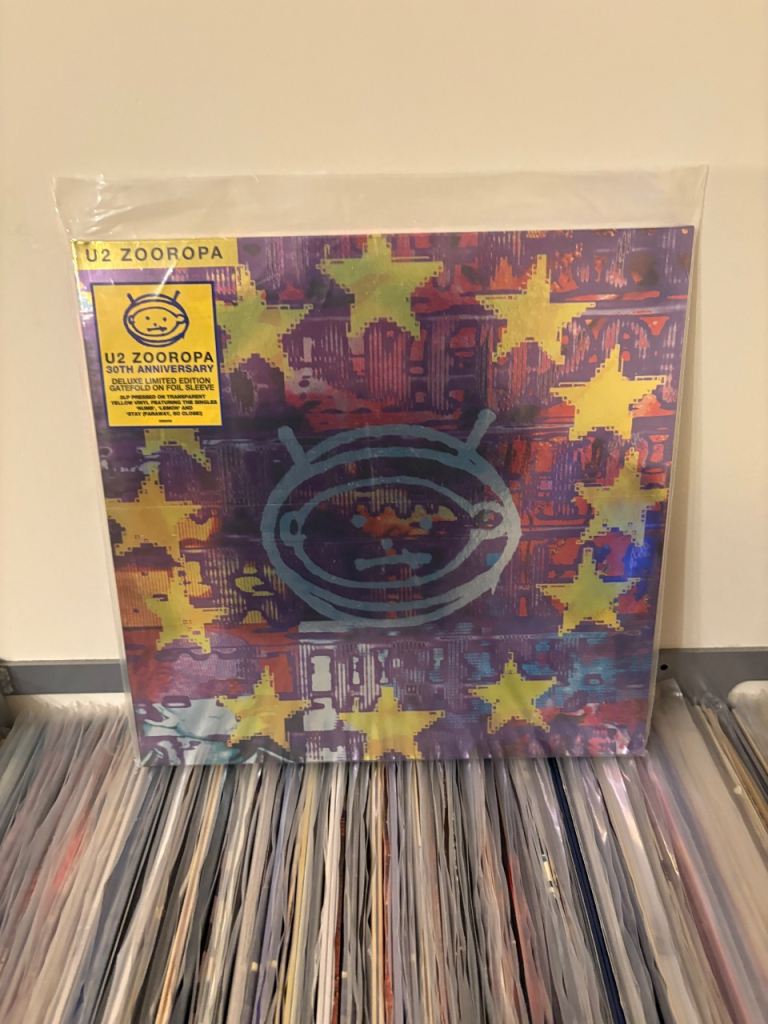 U2 ZOOROPA
U2 ZOOROPA
30TH ANNIVERSARY
DELUXE LIMITED EDITION
GATEFOLD ON FOIL SLEEVE
2LP PRESSED ON TRANSPARENT
YELLOW VINYL FEATURING THE SINGLES
'NUMB', 'LEMON' AND
'STAY (FARAWAY, SO CLOSE)'